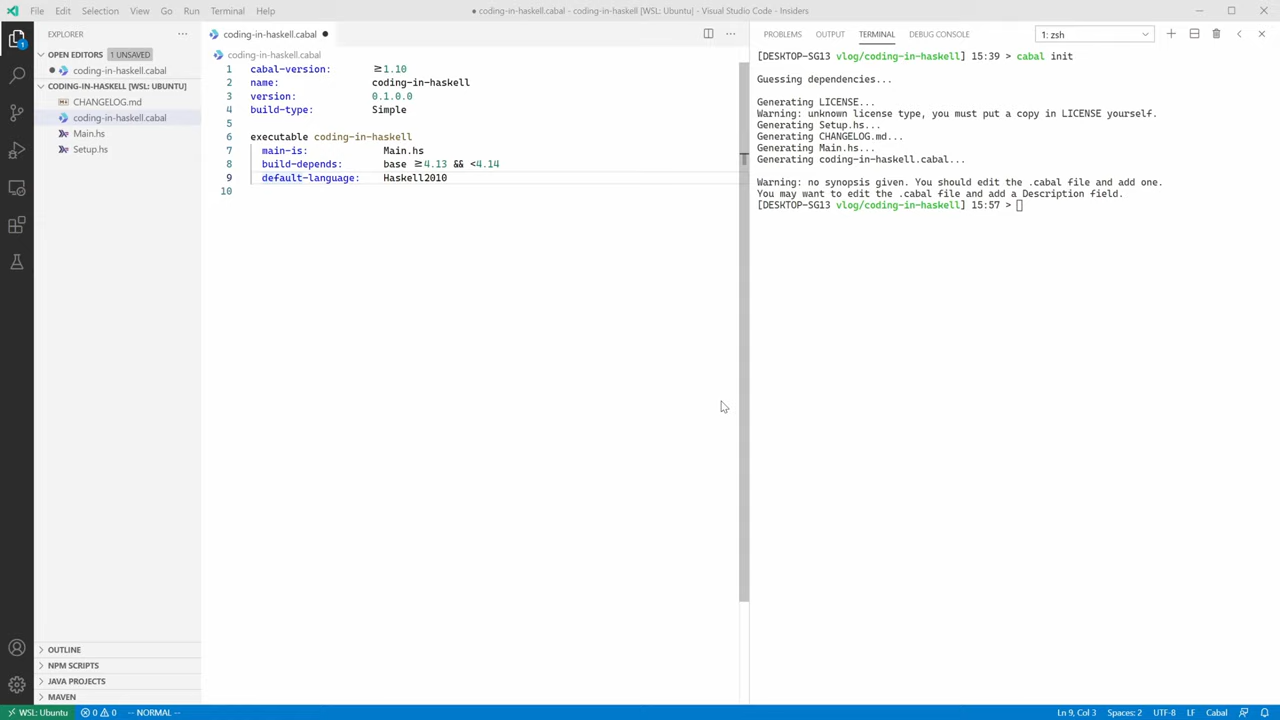 File Edit Selection View Go Run Terminal Help
● coding-in-haskell.cabal - coding-in-haskell [WSL: Ubuntu] - Visual Studio Code - Insiders
EXPLORER
OPEN EDITORS 1 UNSAVED
coding-in-haskell.cabal
CODING-IN-HASKELL [WSL: UBUNTU]
CHANGELOG.md
coding-in-haskell.cabal
Main.hs
Setup.hs
OUTLINE
NPM SCRIPTS
JAVA PROJECTS
MAVEN
1
coding-in-haskell.cabal ●
coding-in-haskell.cabal
1 cabal-version: ≥1.10
2 name: coding-in-haskell
3 version: 0.1.0.0
4 build-type: Simple
5
6 executable coding-in-haskell
7 main-is: Main.hs
8 build-depends: base ≥4.13 && <4.14
9 default-language: Haskell2010
10
PROBLEMS OUTPUT TERMINAL DEBUG CONSOLE 1: zsh
[DESKTOP-SG13 vlog/coding-in-haskell] 15:39 > cabal init
Guessing dependencies...
Generating LICENSE...
Warning: unknown license type, you must put a copy in LICENSE yourself.
Generating Setup.hs...
Generating CHANGELOG.md...
Generating Main.hs...
Generating coding-in-haskell.cabal...
Warning: no synopsis given. You should edit the .cabal file and add one.
You may want to edit the .cabal file and add a Description field.
[DESKTOP-SG13 vlog/coding-in-haskell] 15:57 >
WSL: Ubuntu 0 0 -- NORMAL -- Ln 9, Col 3 Spaces: 2 UTF-8 LF Cabal